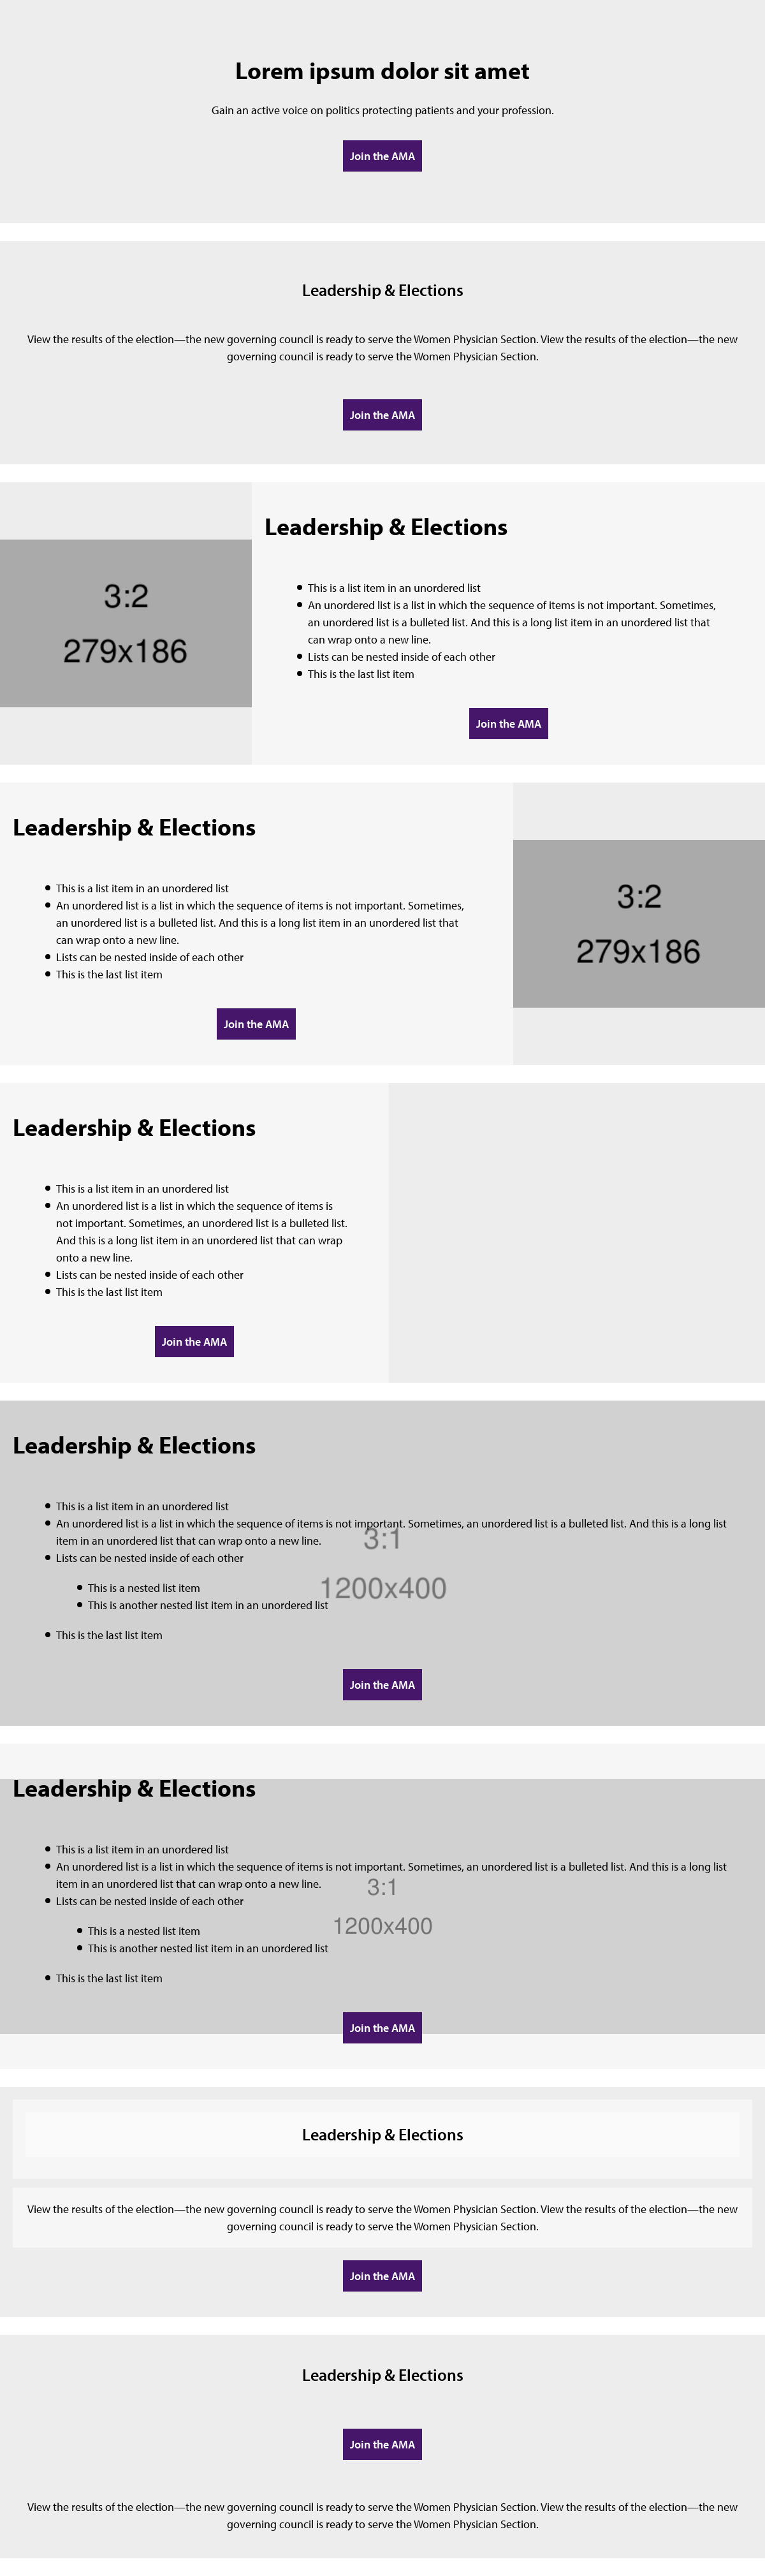 Lorem ipsum dolor sit amet
Gain an active voice on politics protecting patients and your profession.
Join the AMA
Leadership & Elections
View the results of the election—the new governing council is ready to serve the Women Physician Section. View the results of the election—the new
governing council is ready to serve the Women Physician Section.
Join the AMA
3:2
279x186
Leadership & Elections
This is a list item in an unordered list
An unordered list is a list in which the sequence of items is not important. Sometimes,
an unordered list is a bulleted list. And this is a long list item in an unordered list that
can wrap onto a new line.
Lists can be nested inside of each other
This is the last list item
Join the AMA
Leadership & Elections
This is a list item in an unordered list
An unordered list is a list in which the sequence of items is not important. Sometimes,
an unordered list is a bulleted list. And this is a long list item in an unordered list that
can wrap onto a new line.
Lists can be nested inside of each other
This is the last list item
Join the AMA
3:2
279x186
Leadership & Elections
This is a list item in an unordered list
An unordered list is a list in which the sequence of items is
not important. Sometimes, an unordered list is a bulleted list.
And this is a long list item in an unordered list that can wrap
onto a new line.
Lists can be nested inside of each other
This is the last list item
Join the AMA
Leadership & Elections
This is a list item in an unordered list
An unordered list is a list in which the sequence of items is not important. Sometimes, an unordered list is a bulleted list. And this is a long list
item in an unordered list that can wrap onto a new line.
3:1
Lists can be nested inside of each other
This is a nested list item
1200x400
This is another nested list item in an unordered list
This is the last list item
Join the AMA
Leadership & Elections
This is a list item in an unordered list
An unordered list is a list in which the sequence of items is not important. Sometimes, an unordered list is a bulleted list. And this is a long list
item in an unordered list that can wrap onto a new line.
3:1
Lists can be nested inside of each other
1200x400
This is a nested list item
This is another nested list item in an unordered list
This is the last list item
Join the AMA
Leadership & Elections
View the results of the election—the new governing council is ready to serve the Women Physician Section. View the results of the election—the new
governing council is ready to serve the Women Physician Section.
Join the AMA
Leadership & Elections
Join the AMA
View the results of the election—the new governing council is ready to serve the Women Physician Section. View the results of the election—the new
governing council is ready to serve the Women Physician Section.